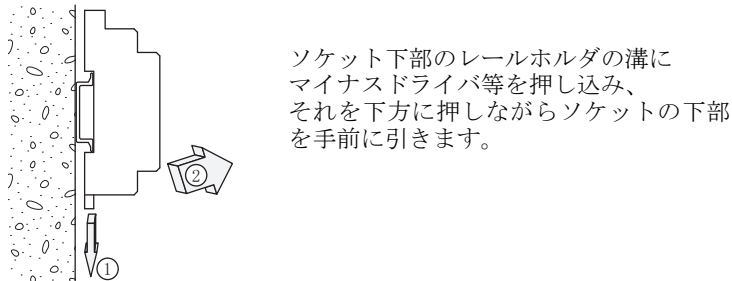 ソケット下部のレールホルダの溝に
マイナスドライバ等を押し込み、
それを下方に押しながらソケットの下部
を手前に引きます。
②
①